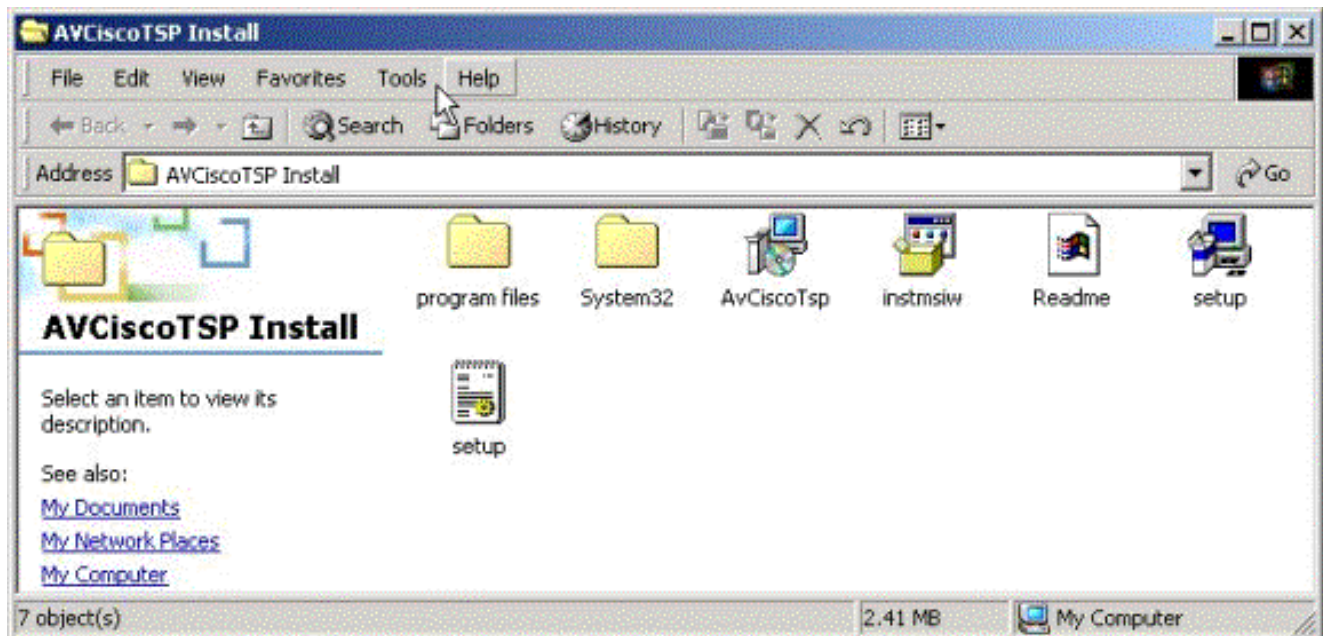 AVCiscoTSP Install
File Edit View Favorites Tools Help
Back Search Folders History
Address AVCiscoTSP Install Go
program files System32 AvCiscoTsp instmsiw Readme setup
AVCiscoTSP Install
Select an item to view its
description.
setup
See also:
My Documents
My Network Places
My Computer
7 object(s) 2.41 MB My Computer